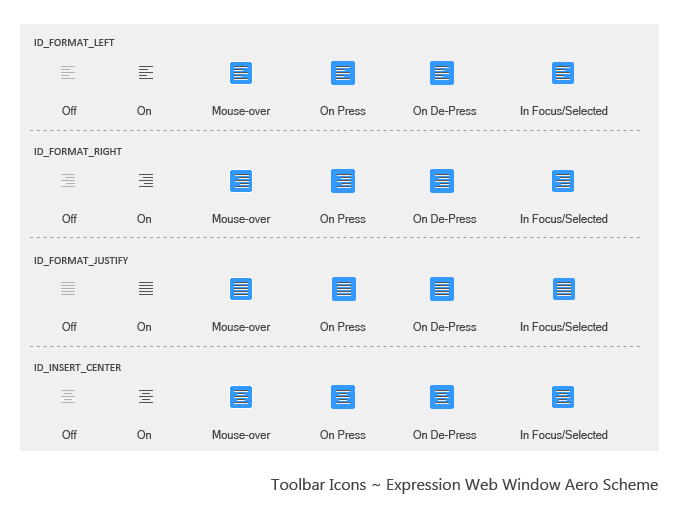 ID_FORMAT_LEFT
Off On Mouse-over On Press On De-Press In Focus/Selected
ID_FORMAT_RIGHT
Off On Mouse-over On Press On De-Press In Focus/Selected
ID_FORMAT_JUSTIFY
Off On Mouse-over On Press On De-Press In Focus/Selected
ID_INSERT_CENTER
Off On Mouse-over On Press On De-Press In Focus/Selected
Toolbar Icons ~ Expression Web Window Aero Scheme